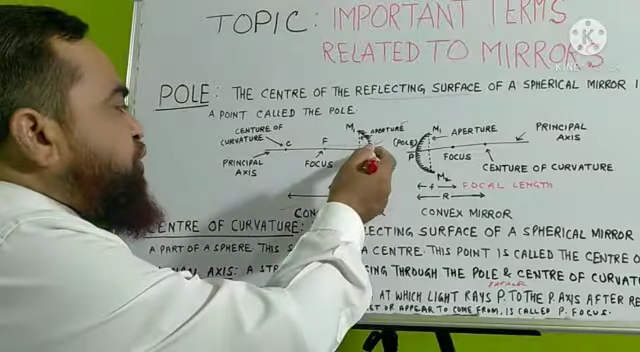 TOPIC: IMPORTANT TERMS
RELATED TO MIRRORS
POLE: THE CENTRE OF THE REFLECTING SURFACE OF A SPHERICAL MIRROR
A POINT CALLED THE POLE.
CENTURE OF CURVATURE
C
F
M1
APERTURE
PRINCIPAL AXIS
FOCUS
(POLE)
P
M1
APERTURE
PRINCIPAL AXIS
FOCUS
CENTURE OF CURVATURE
M2
f
FOCAL LENGTH
R
CONVEX MIRROR
CENTRE OF CURVATURE: REFLECTING SURFACE OF A SPHERICAL MIRROR
A PART OF A SPHERE. THIS A CENTRE. THIS POINT IS CALLED THE CENTRE
AXIS: A THROUGH THE POLE & CENTRE OF
PARALLEL
AT WHICH LIGHT RAYS P. TO THE P. AXIS AFTER
OR APPEAR TO COME FROM, IS CALLED P. FOCUS.